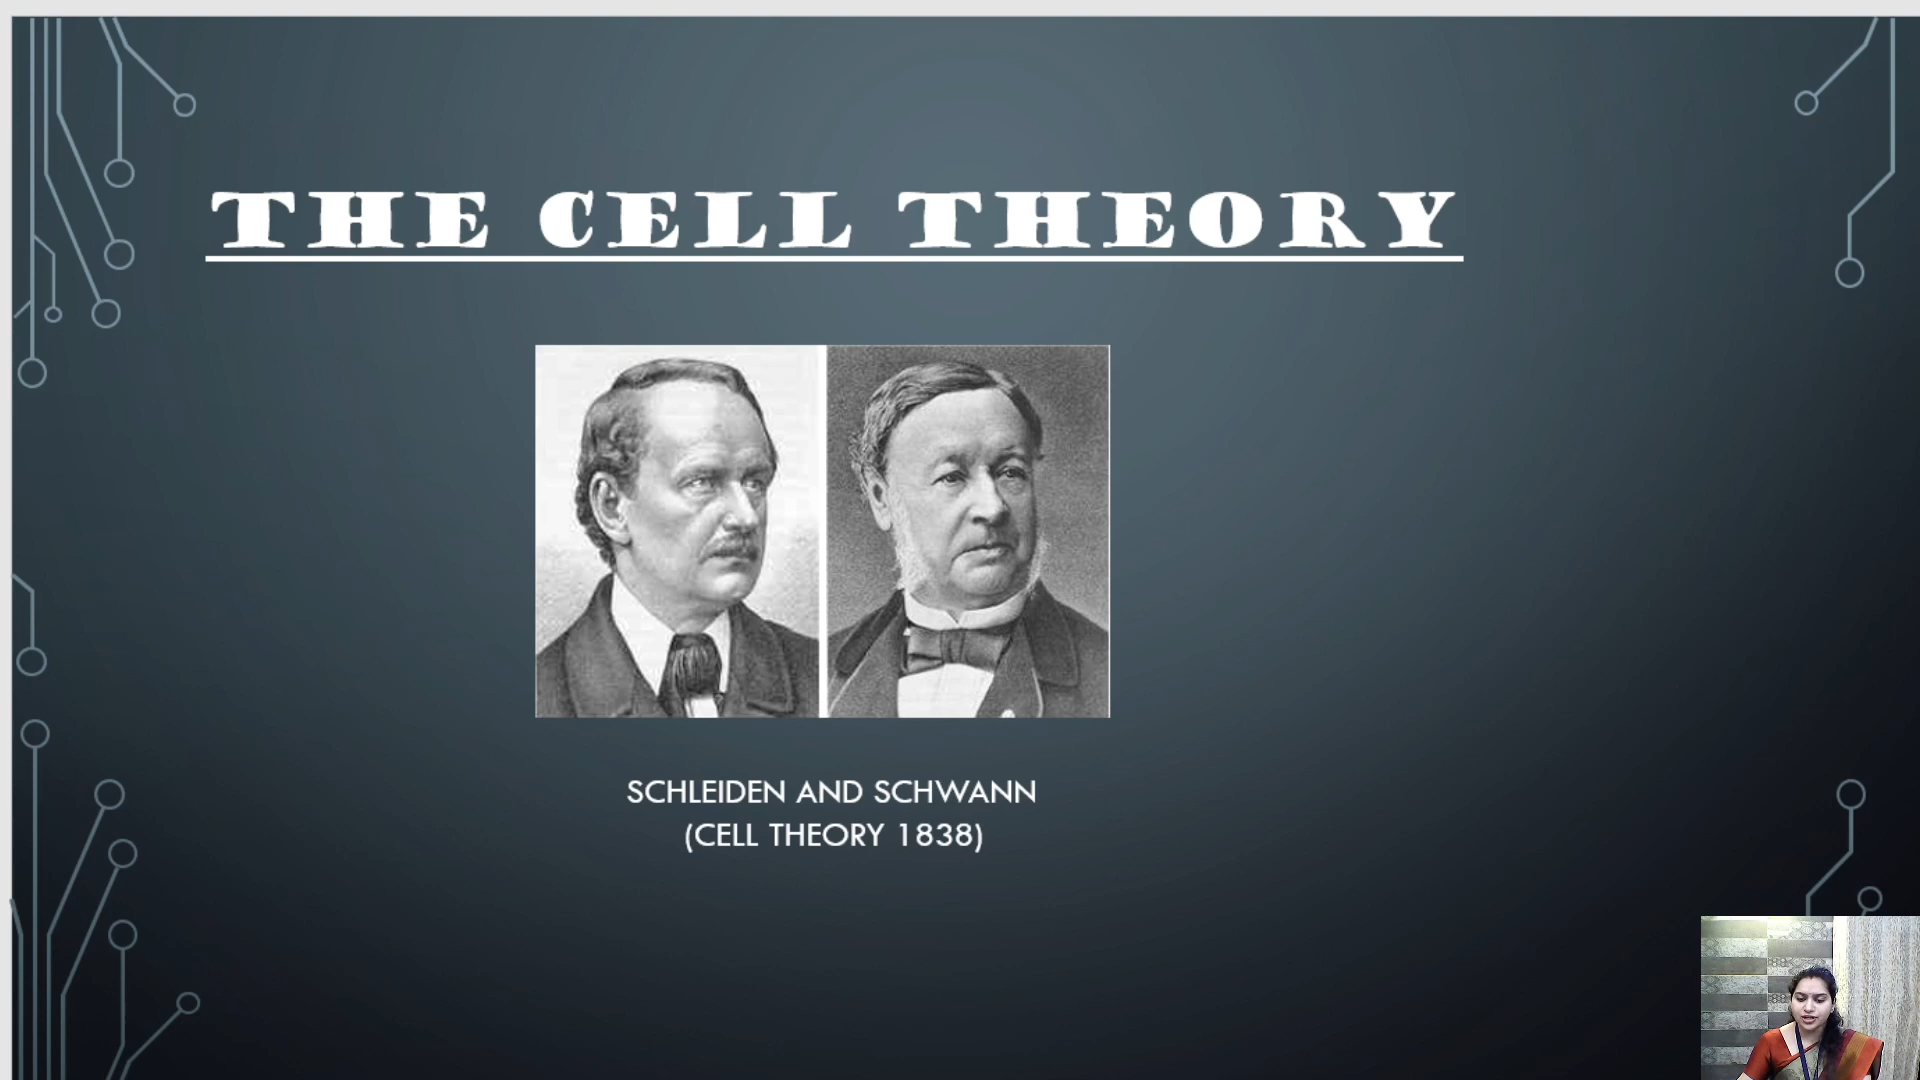 THE CELL THEORY
SCHLEIDEN AND SCHWANN
(CELL THEORY 1838)